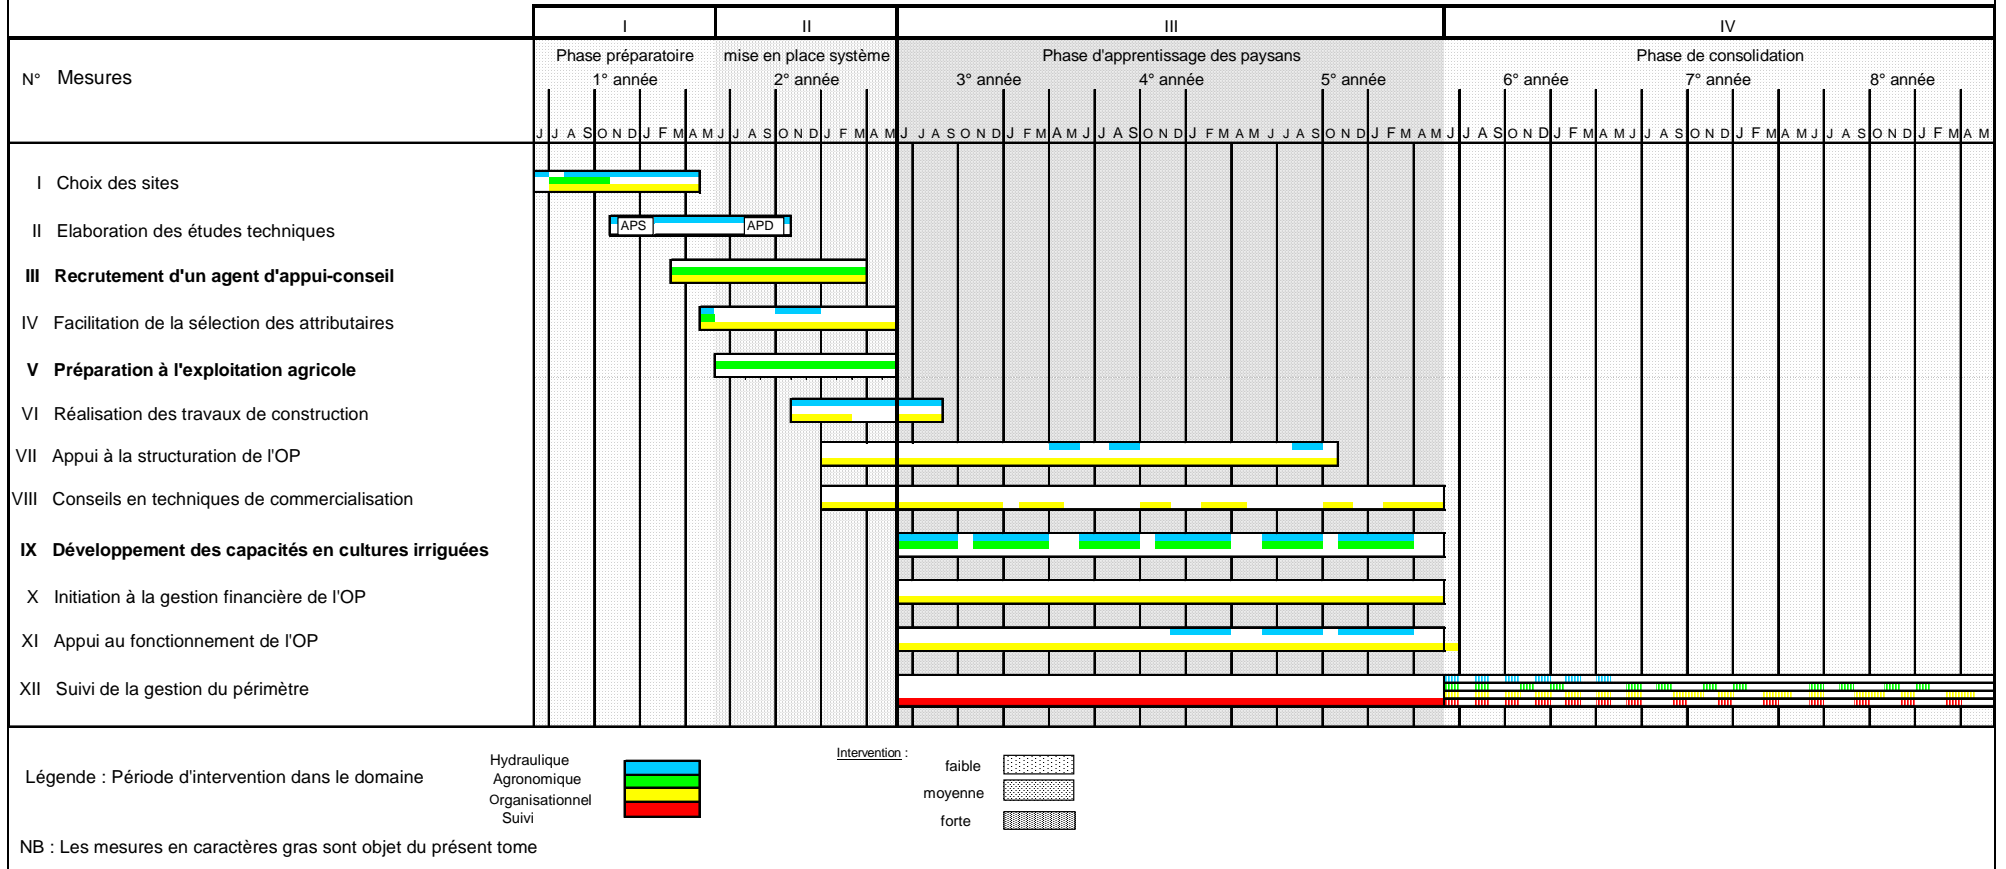 I II III IV
Phase préparatoire mise en place système Phase d'apprentissage des paysans Phase de consolidation
N° Mesures 1° année 2° année 3° année 4° année 5° année 6° année 7° année 8° année
J J A S O N D J F M A M J J A S O N D J F M A M J J A S O N D J F M A M J J A S O N D J F M A M J J A S O N D J F M A M J J A S O N D J F M A M J J A S O N D J F M A M J J A S O N D J F M A M
I Choix des sites
II Elaboration des études techniques APS APD
III Recrutement d'un agent d'appui-conseil
IV Facilitation de la sélection des attributaires
V Préparation à l'exploitation agricole
VI Réalisation des travaux de construction
VII Appui à la structuration de l'OP
VIII Conseils en techniques de commercialisation
IX Développement des capacités en cultures irriguées
X Initiation à la gestion financière de l'OP
XI Appui au fonctionnement de l'OP
XII Suivi de la gestion du périmètre
Légende : Période d'intervention dans le domaine
Hydraulique
Agronomique
Organisationnel
Suivi
Intervention :
faible
moyenne
forte
NB : Les mesures en caractères gras sont objet du présent tome